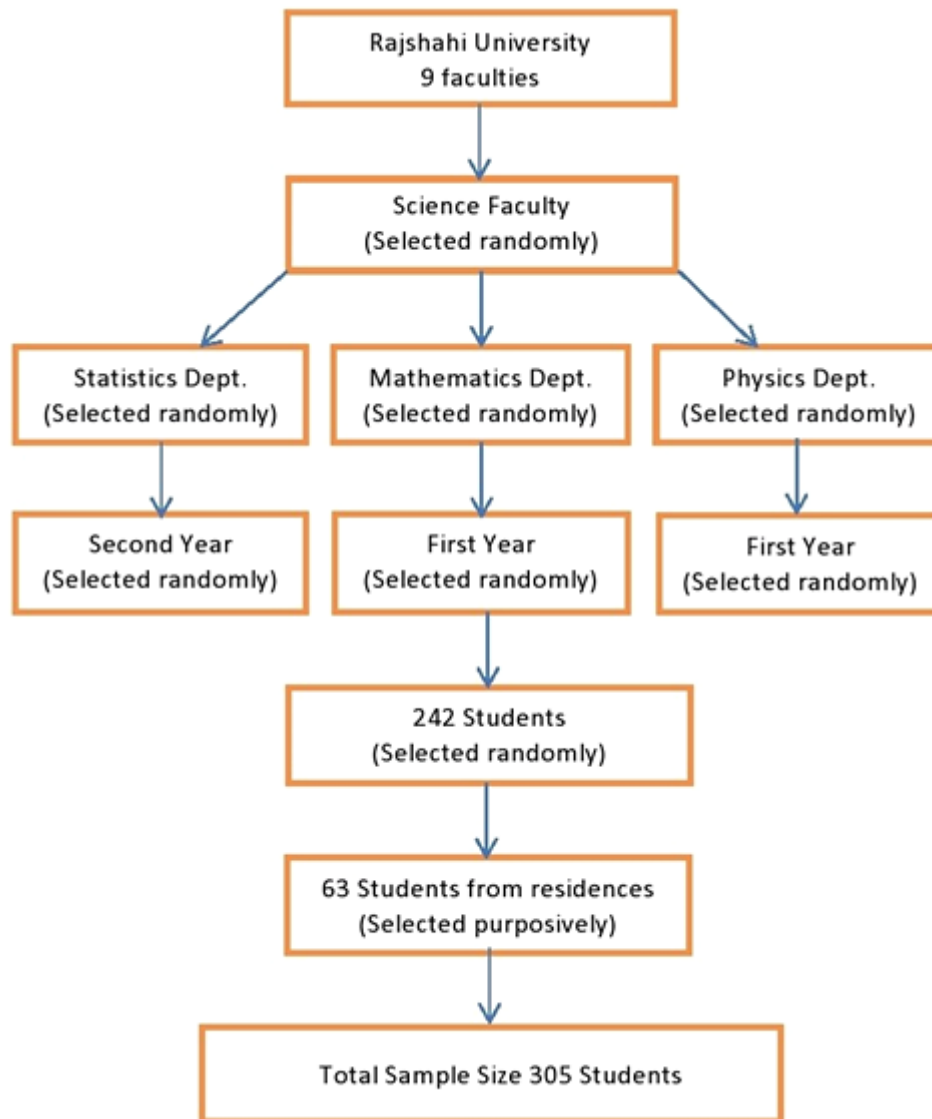 Rajshahi University
9 faculties
Science Faculty
(Selected randomly)
Statistics Dept.
(Selected randomly)
Mathematics Dept.
(Selected randomly)
Physics Dept.
(Selected randomly)
Second Year
(Selected randomly)
First Year
(Selected randomly)
First Year
(Selected randomly)
242 Students
(Selected randomly)
63 Students from residences
(Selected purposively)
Total Sample Size 305 Students